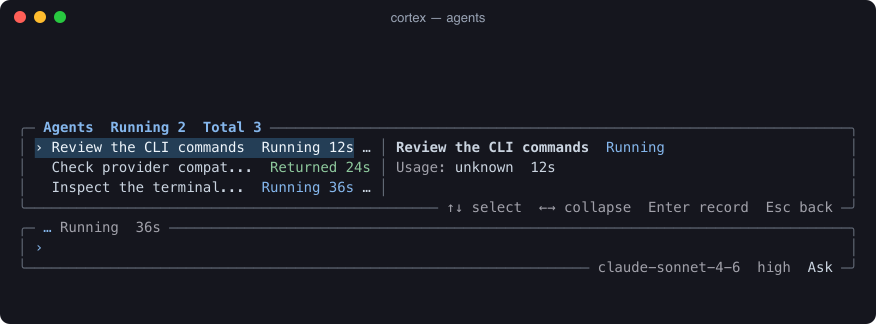 cortex — agents
Agents  Running 2  Total 3
› Review the CLI commands  Running 12s …  Review the CLI commands  Running
Check provider compat...  Returned 24s  Usage: unknown  12s
Inspect the terminal...  Running 36s …
↑↓ select  ←→ collapse  Enter record  Esc back
… Running  36s
›
claude-sonnet-4-6  high  Ask